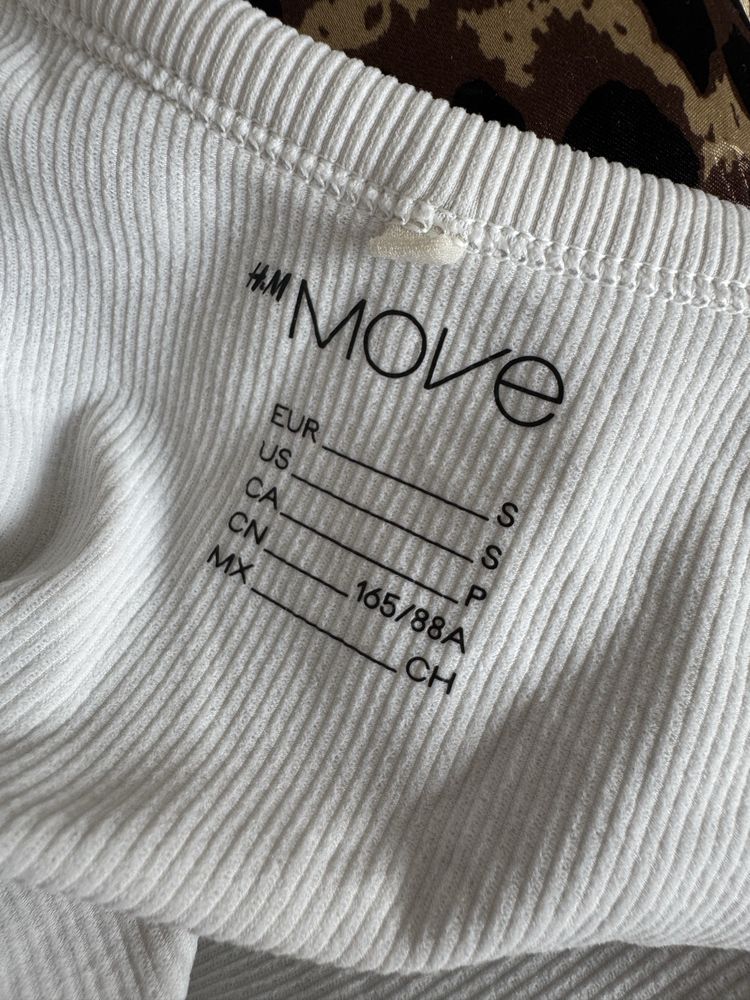 H&M MOVE
EUR S
US S
CA P
CN 165/88A
MX CH